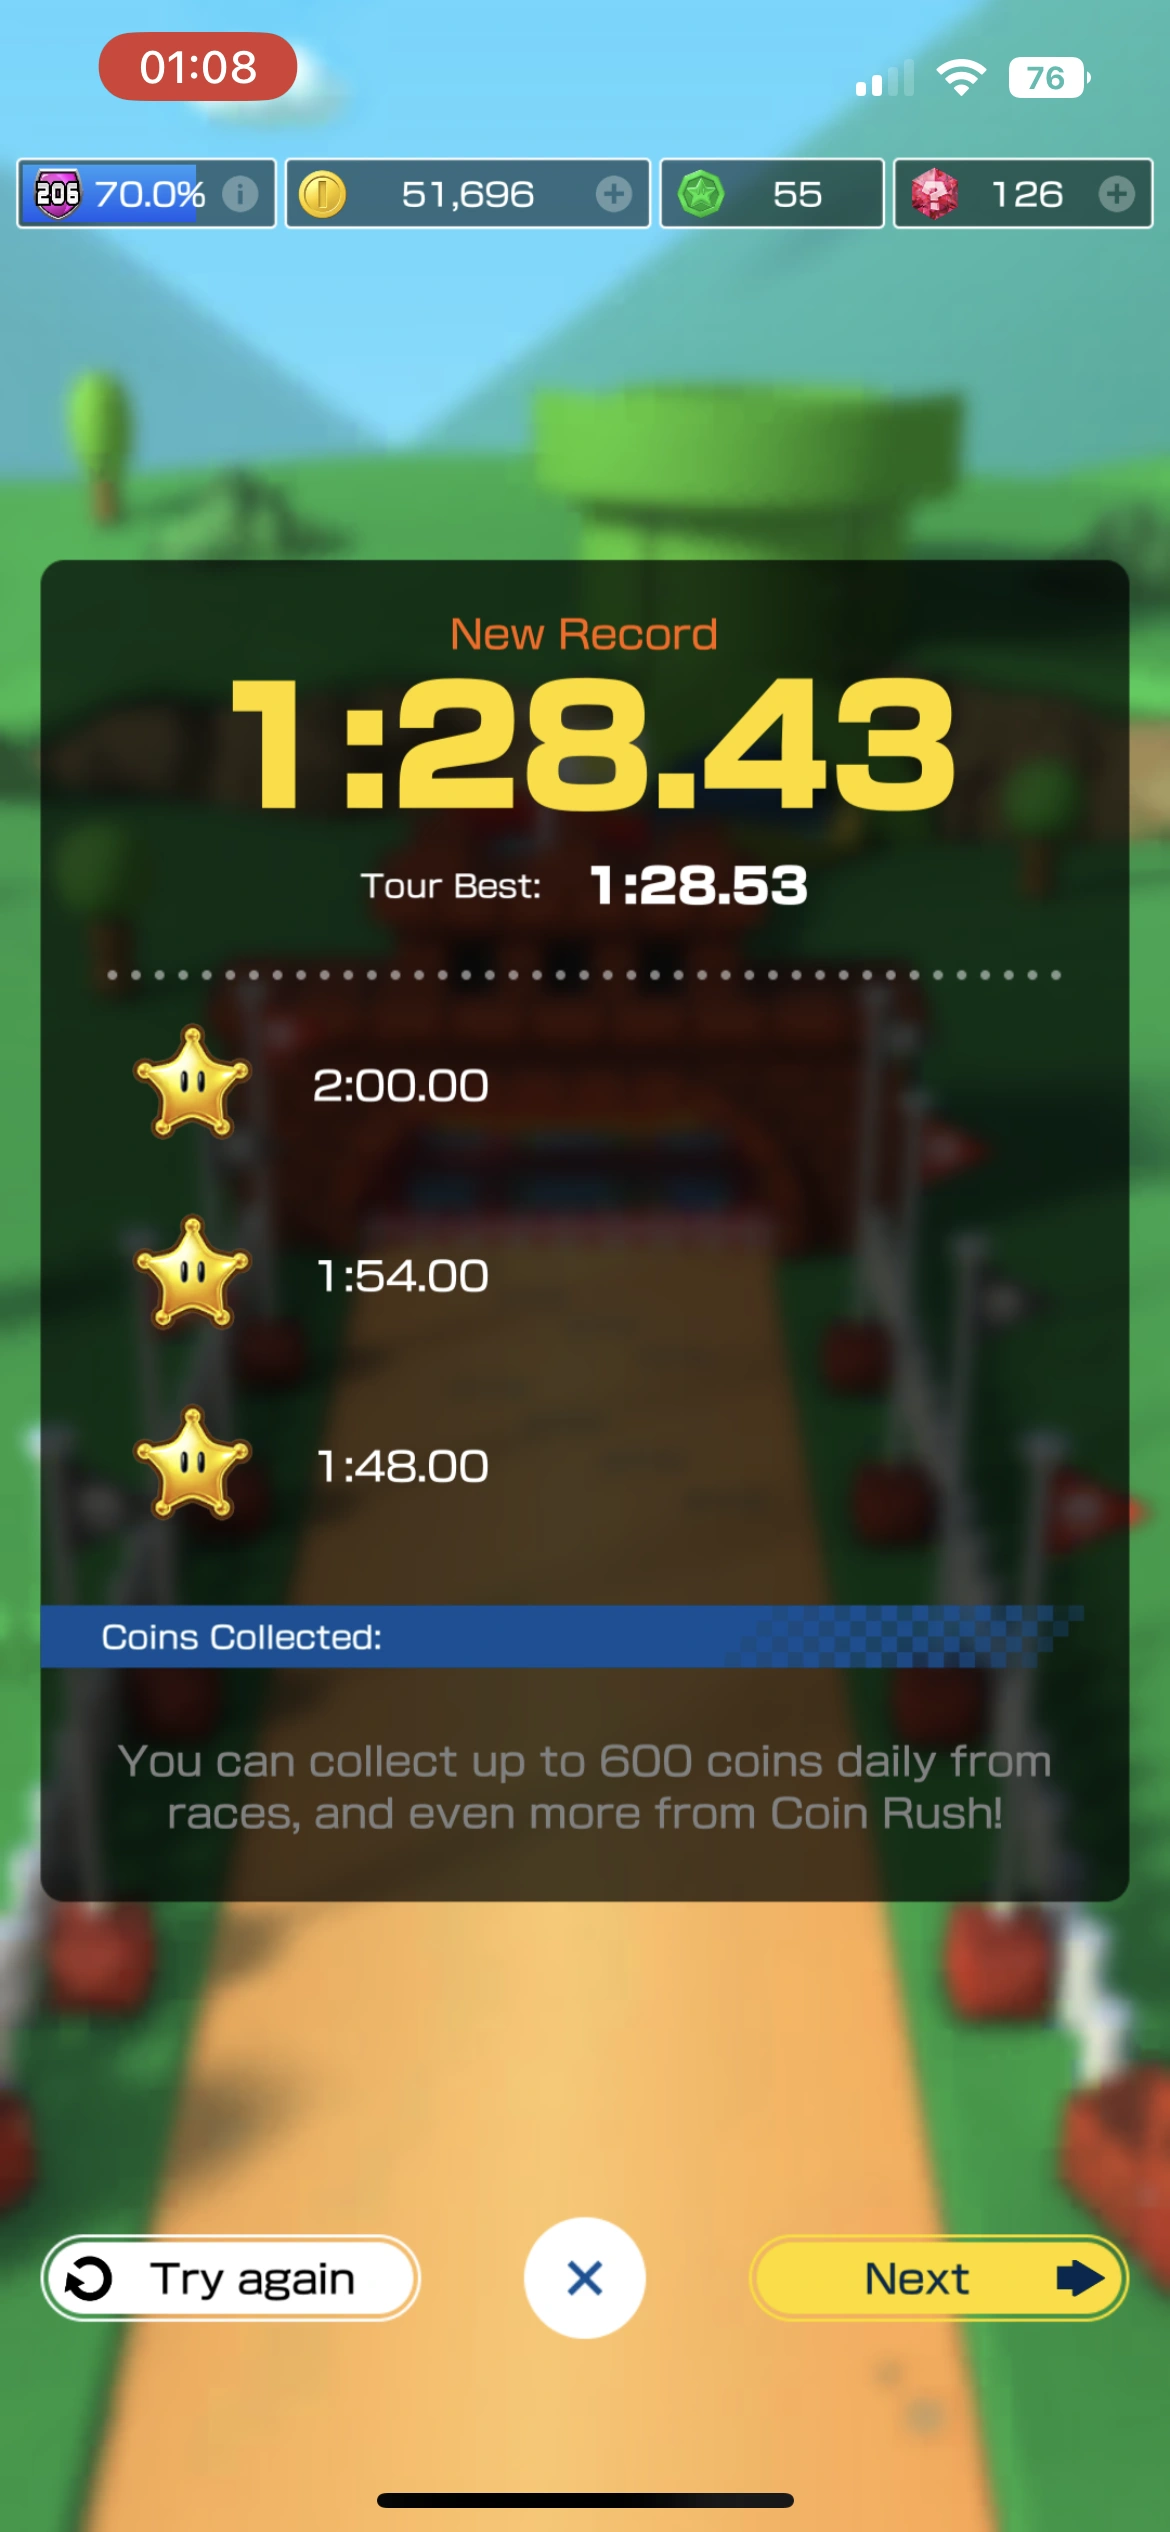 01:08
76
206 70.0% i 51,696 + 55 126 +
New Record
1:28.43
Tour Best: 1:28.53
2:00.00
1:54.00
1:48.00
Coins Collected:
You can collect up to 600 coins daily from
races, and even more from Coin Rush!
Try again
Next